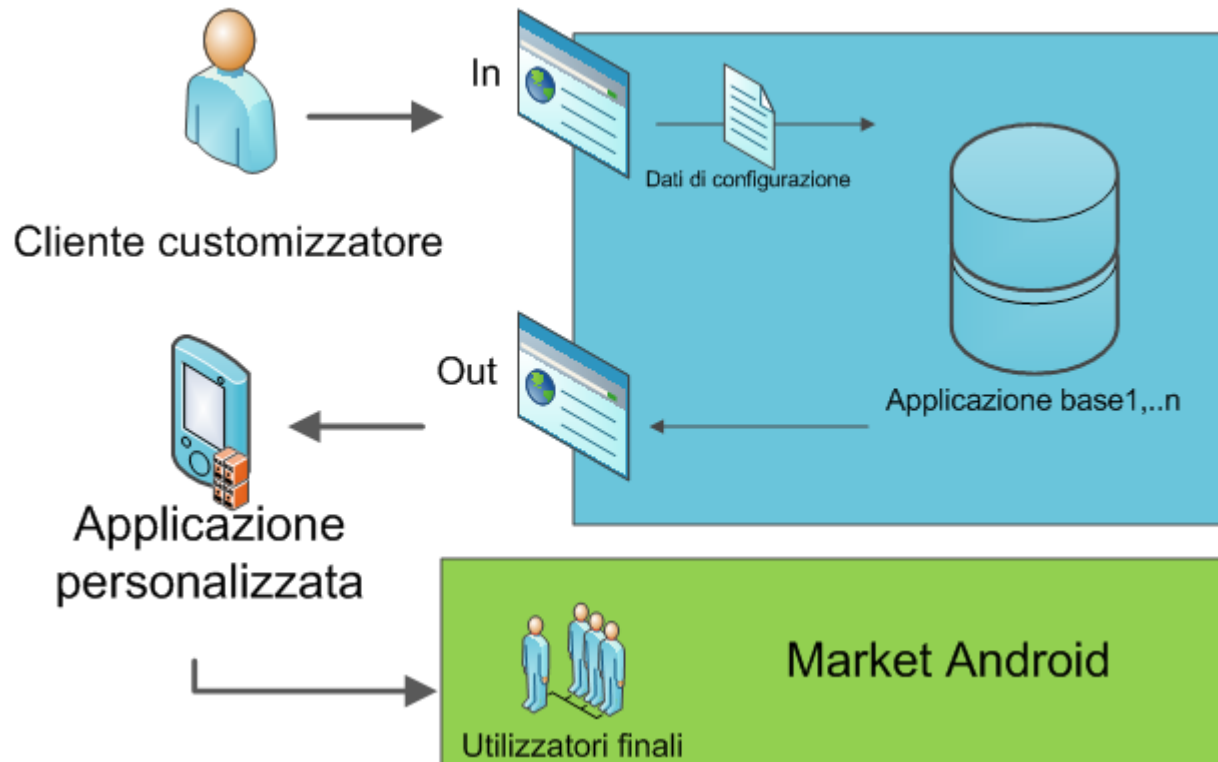 In
Dati di configurazione
Cliente customizzatore
Out
Applicazione base1,..n
Applicazione
personalizzata
Market Android
Utilizzatori finali